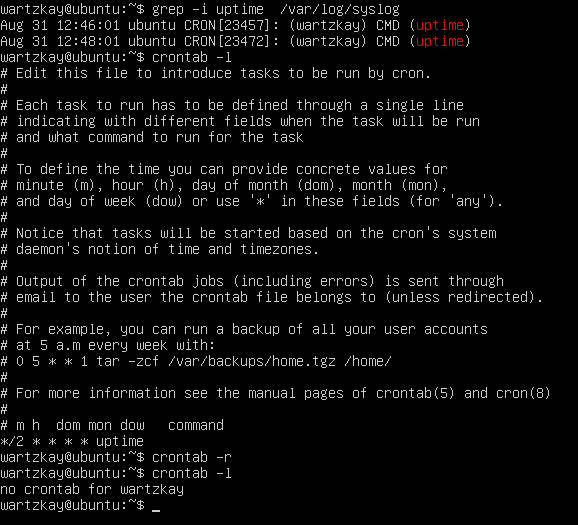 wartzkay@ubuntu:~$ grep -i uptime  /var/log/syslog
Aug 31 12:46:01 ubuntu CRON[23457]: (wartzkay) CMD (uptime)
Aug 31 12:48:01 ubuntu CRON[23472]: (wartzkay) CMD (uptime)
wartzkay@ubuntu:~$ crontab -l
# Edit this file to introduce tasks to be run by cron.
#
# Each task to run has to be defined through a single line
# indicating with different fields when the task will be run
# and what command to run for the task
#
# To define the time you can provide concrete values for
# minute (m), hour (h), day of month (dom), month (mon),
# and day of week (dow) or use '*' in these fields (for 'any').
#
# Notice that tasks will be started based on the cron's system
# daemon's notion of time and timezones.
#
# Output of the crontab jobs (including errors) is sent through
# email to the user the crontab file belongs to (unless redirected).
#
# For example, you can run a backup of all your user accounts
# at 5 a.m every week with:
# 0 5 * * 1 tar -zcf /var/backups/home.tgz /home/
#
# For more information see the manual pages of crontab(5) and cron(8)
#
# m h  dom mon dow   command
*/2 * * * * uptime
wartzkay@ubuntu:~$ crontab -r
wartzkay@ubuntu:~$ crontab -l
no crontab for wartzkay
wartzkay@ubuntu:~$ _